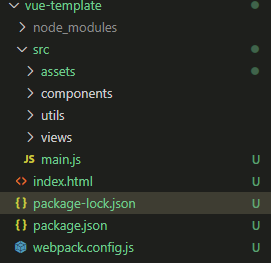 vue-template
node_modules
src
assets
components
utils
views
JS main.js U
<> index.html U
{} package-lock.json U
{} package.json U
webpack.config.js U